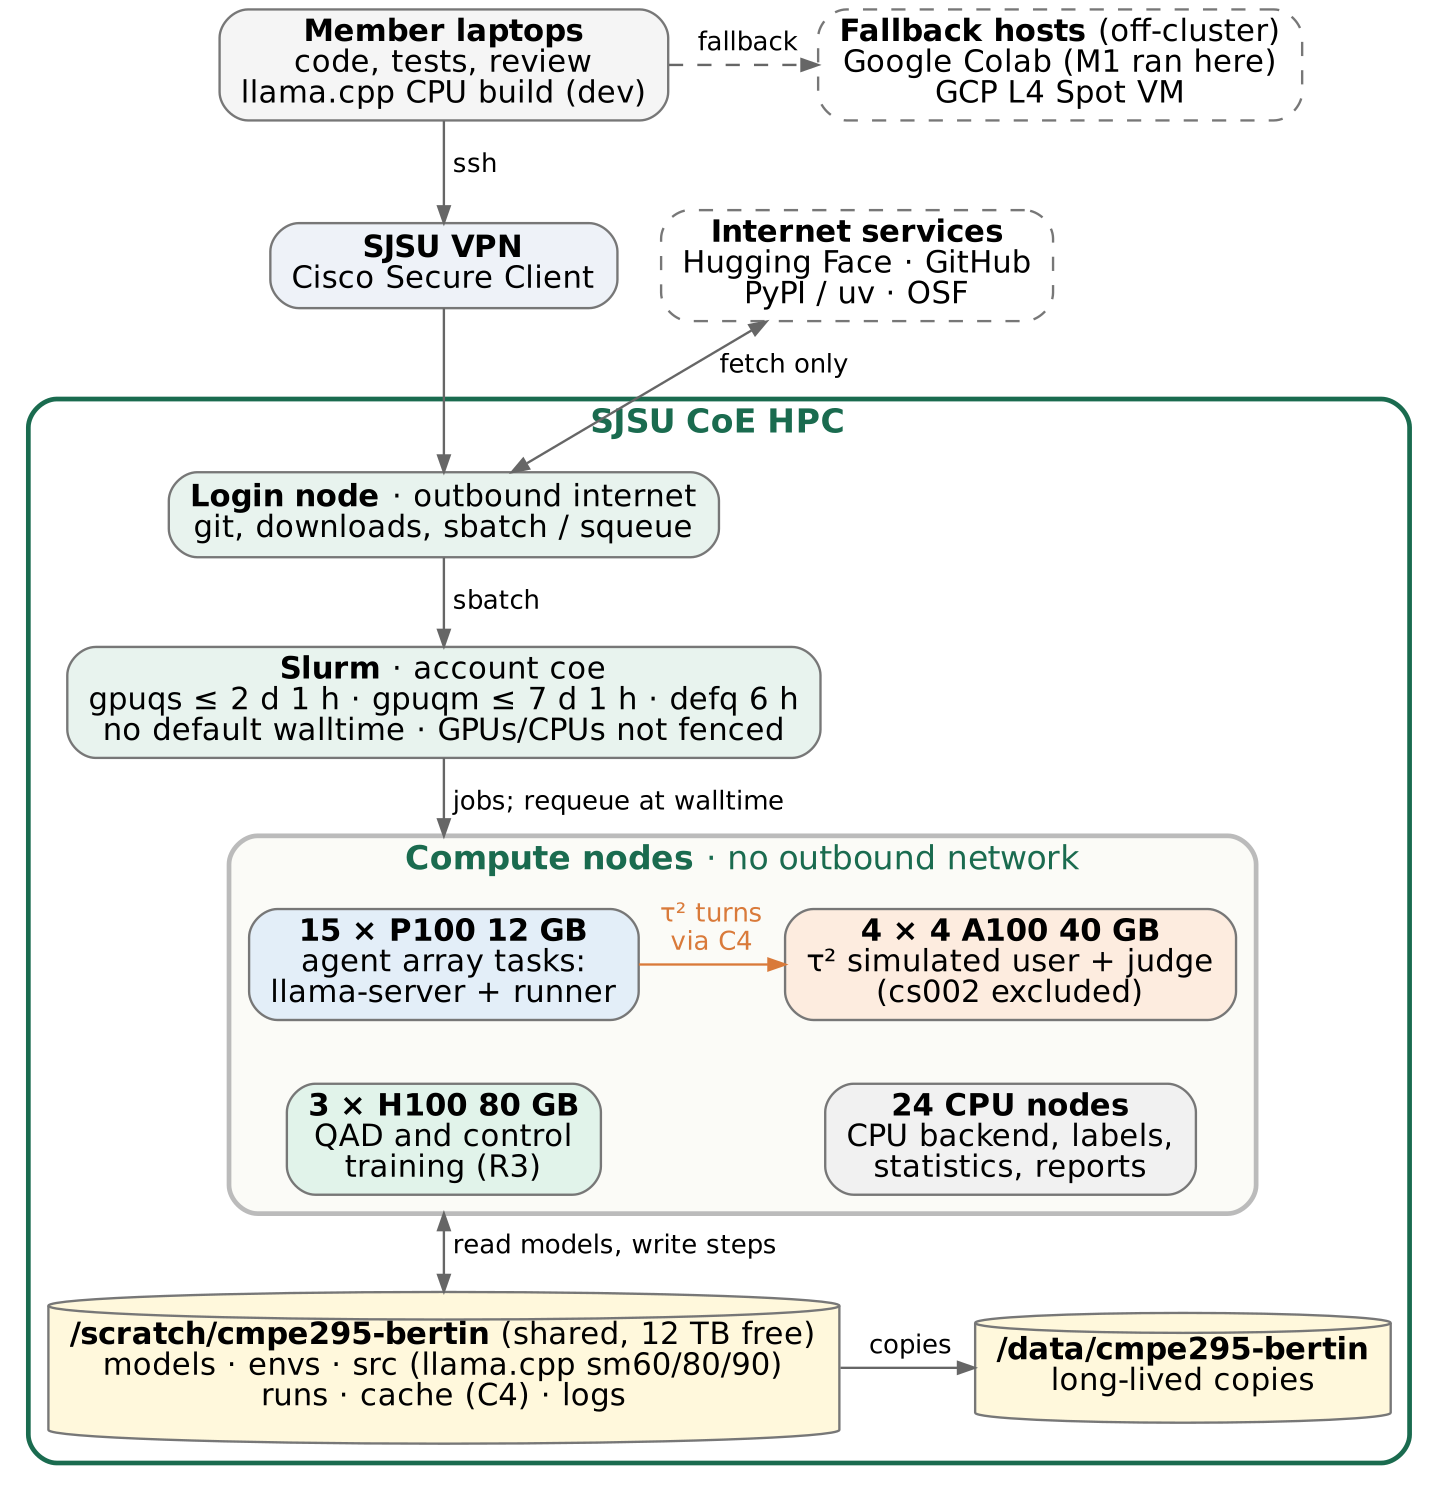 Member laptops
code, tests, review
llama.cpp CPU build (dev)
fallback
Fallback hosts (off-cluster)
Google Colab (M1 ran here)
GCP L4 Spot VM
ssh
SJSU VPN
Cisco Secure Client
Internet services
Hugging Face · GitHub
PyPI / uv · OSF
fetch only
SJSU CoE HPC
Login node · outbound internet
git, downloads, sbatch / squeue
sbatch
Slurm · account coe
gpuqs ≤ 2 d 1 h · gpuqm ≤ 7 d 1 h · defq 6 h
no default walltime · GPUs/CPUs not fenced
jobs; requeue at walltime
Compute nodes · no outbound network
15 × P100 12 GB
agent array tasks:
llama-server + runner
τ² turns
via C4
4 × 4 A100 40 GB
τ² simulated user + judge
(cs002 excluded)
3 × H100 80 GB
QAD and control
training (R3)
24 CPU nodes
CPU backend, labels,
statistics, reports
read models, write steps
/scratch/cmpe295-bertin (shared, 12 TB free)
models · envs · src (llama.cpp sm60/80/90)
runs · cache (C4) · logs
copies
/data/cmpe295-bertin
long-lived copies